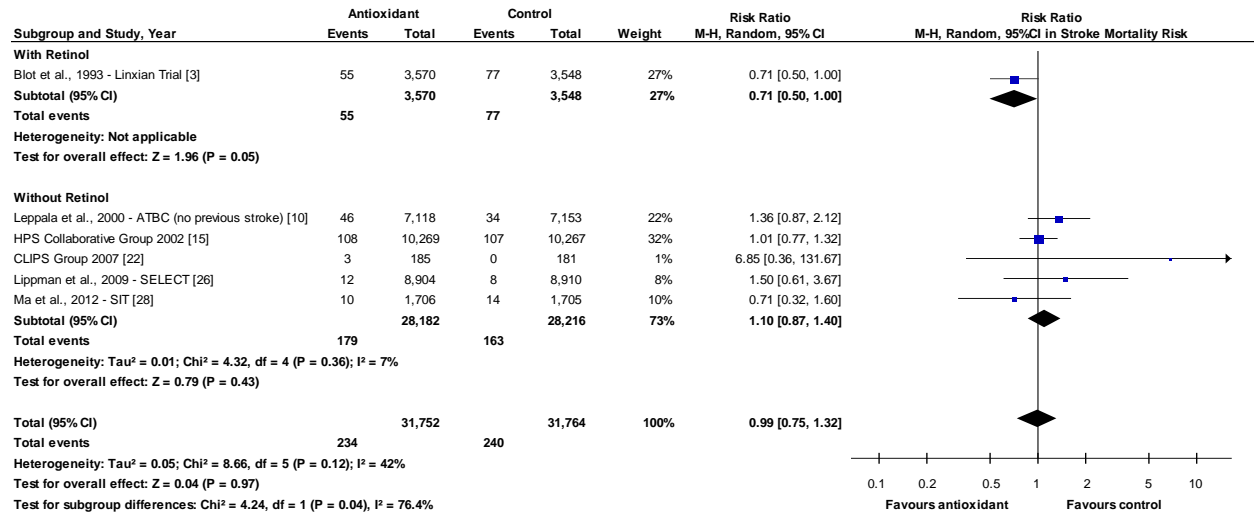 Antioxidant Control Risk Ratio Risk Ratio
Subgroup and Study, Year Events Total Events Total Weight M-H, Random, 95% CI M-H, Random, 95%CI in Stroke Mortality Risk
With Retinol
Blot et al., 1993 - Linxian Trial [3] 55 3,570 77 3,548 27% 0.71 [0.50, 1.00]
Subtotal (95% CI) 3,570 3,548 27% 0.71 [0.50, 1.00]
Total events 55 77
Heterogeneity: Not applicable
Test for overall effect: Z = 1.96 (P = 0.05)
Without Retinol
Leppala et al., 2000 - ATBC (no previous stroke) [10] 46 7,118 34 7,153 22% 1.36 [0.87, 2.12]
HPS Collaborative Group 2002 [15] 108 10,269 107 10,267 32% 1.01 [0.77, 1.32]
CLIPS Group 2007 [22] 3 185 0 181 1% 6.85 [0.36, 131.67]
Lippman et al., 2009 - SELECT [26] 12 8,904 8 8,910 8% 1.50 [0.61, 3.67]
Ma et al., 2012 - SIT [28] 10 1,706 14 1,705 10% 0.71 [0.32, 1.60]
Subtotal (95% CI) 28,182 28,216 73% 1.10 [0.87, 1.40]
Total events 179 163
Heterogeneity: Tau² = 0.01; Chi² = 4.32, df = 4 (P = 0.36); I² = 7%
Test for overall effect: Z = 0.79 (P = 0.43)
Total (95% CI) 31,752 31,764 100% 0.99 [0.75, 1.32]
Total events 234 240
Heterogeneity: Tau² = 0.05; Chi² = 8.66, df = 5 (P = 0.12); I² = 42%
Test for overall effect: Z = 0.04 (P = 0.97)
Test for subgroup differences: Chi² = 4.24, df = 1 (P = 0.04), I² = 76.4%
0.1 0.2 0.5 1 2 5 10
Favours antioxidant Favours control